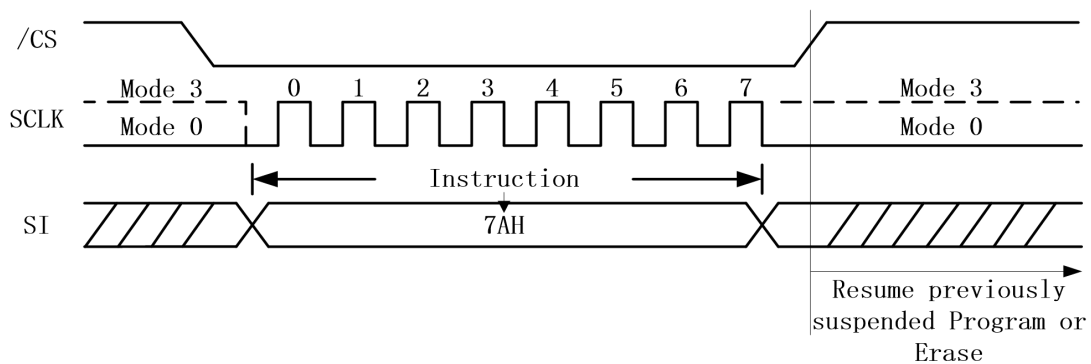 /CS
Mode 3 0 1 2 3 4 5 6 7 Mode 3
SCLK
Mode 0 Mode 0
Instruction
SI 7AH
Resume previously
suspended Program or
Erase